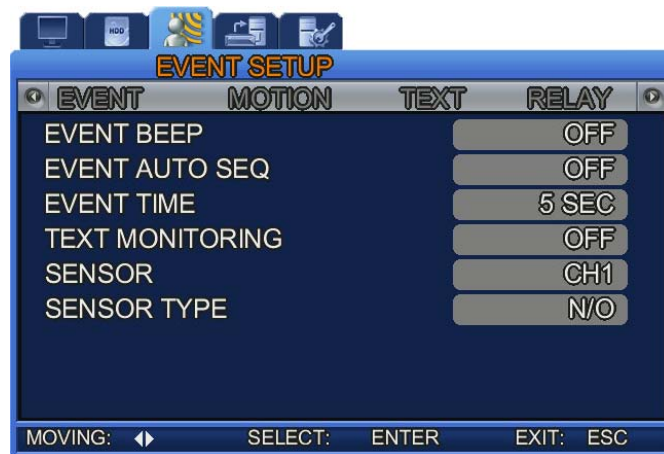 HDD
EVENT SETUP
EVENT MOTION TEXT RELAY
EVENT BEEP OFF
EVENT AUTO SEQ OFF
EVENT TIME 5 SEC
TEXT MONITORING OFF
SENSOR CH1
SENSOR TYPE N/O
MOVING: SELECT: ENTER EXIT: ESC